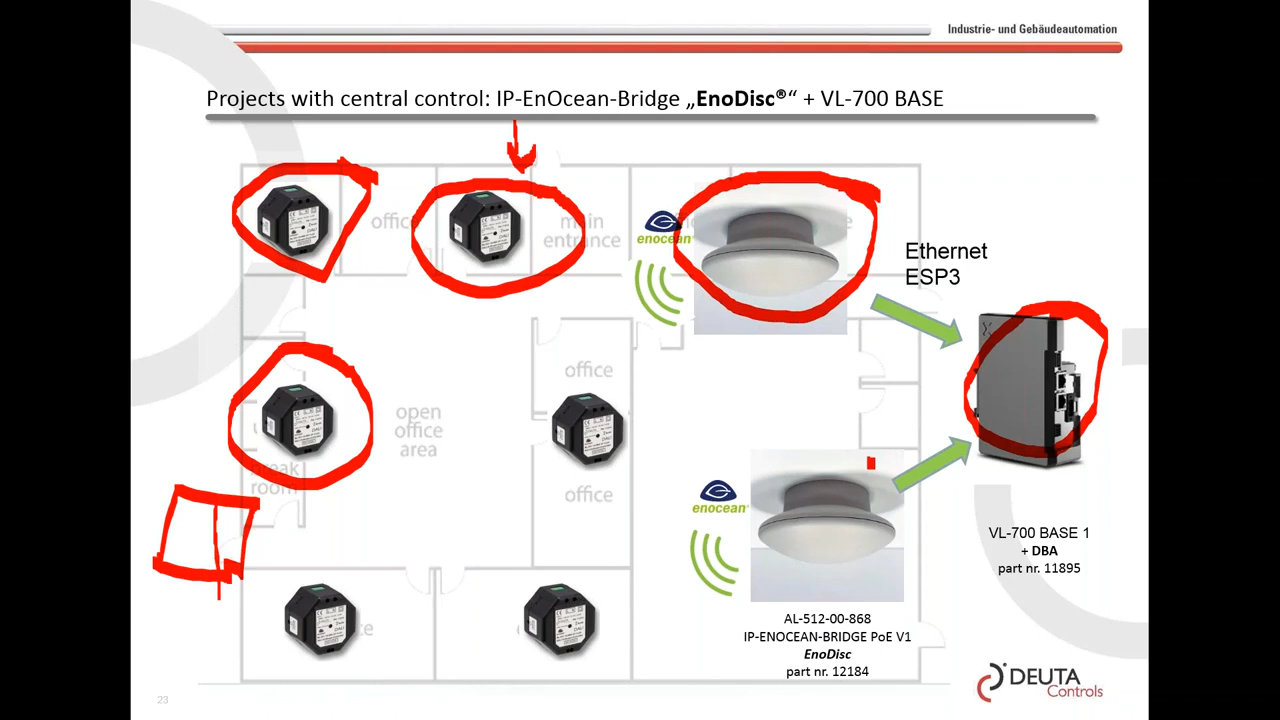 Industrie- und Gebäudeautomation
Projects with central control: IP-EnOcean-Bridge „EnoDisc®“ + VL-700 BASE
office
main
entrance
enocean
Ethernet
ESP3
office
open
office
area
break
room
office
enocean®
VL-700 BASE 1
+ DBA
part nr. 11895
AL-512-00-868
IP-ENOCEAN-BRIDGE PoE V1
EnoDisc
part nr. 12184
DEUTA
Controls
23